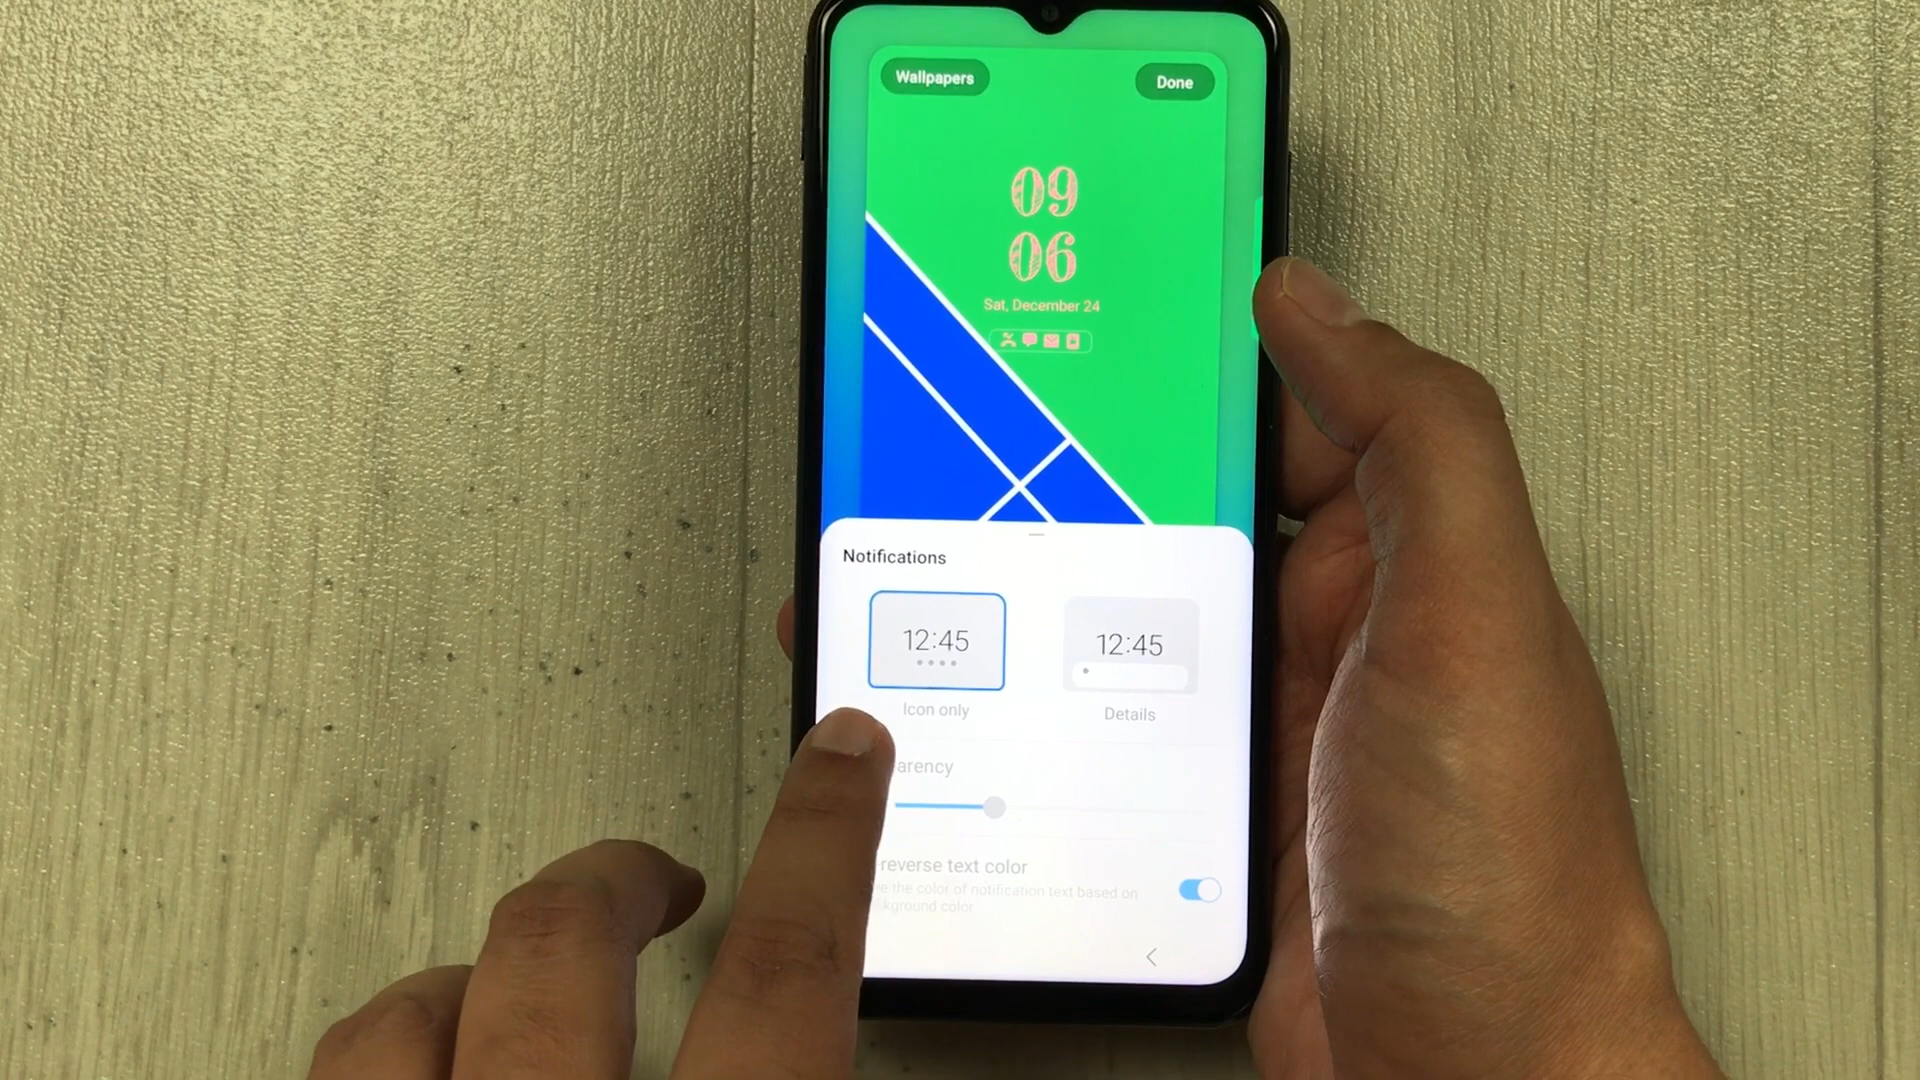 Wallpapers
Done
09
06
Sat, December 24
Notifications
12:45
12:45
Icon only
Details
arency
-reverse text color
the color of notification text based on
kground color